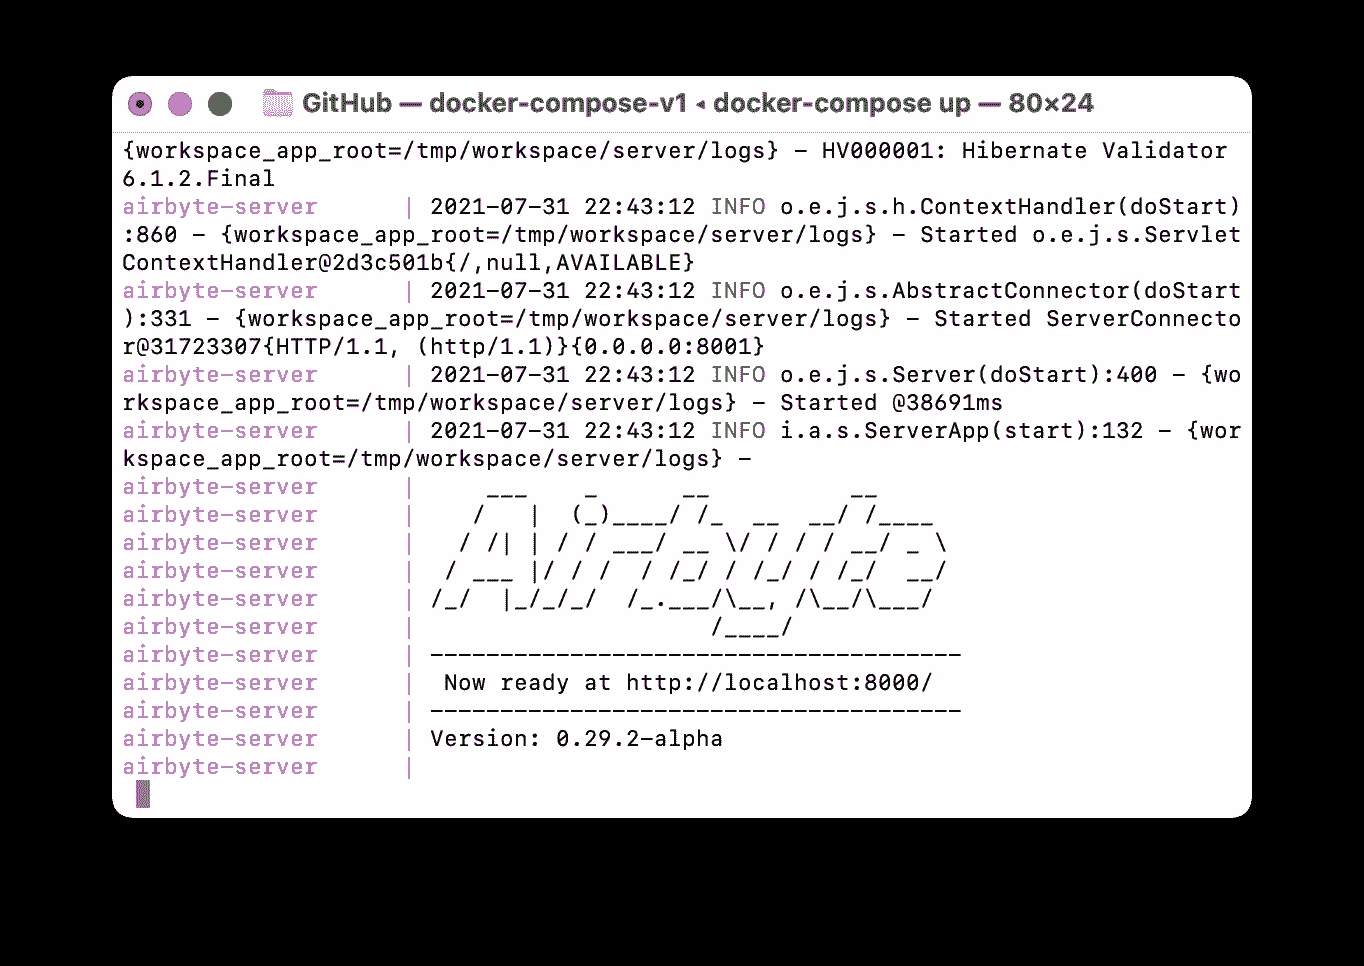 GitHub — docker-compose-v1 ◂ docker-compose up — 80×24
{workspace_app_root=/tmp/workspace/server/logs} - HV000001: Hibernate Validator
6.1.2.Final
airbyte-server      | 2021-07-31 22:43:12 INFO o.e.j.s.h.ContextHandler(doStart)
:860 - {workspace_app_root=/tmp/workspace/server/logs} - Started o.e.j.s.Servlet
ContextHandler@2d3c501b{/,null,AVAILABLE}
airbyte-server      | 2021-07-31 22:43:12 INFO o.e.j.s.AbstractConnector(doStart
):331 - {workspace_app_root=/tmp/workspace/server/logs} - Started ServerConnecto
r@31723307{HTTP/1.1, (http/1.1)}{0.0.0.0:8001}
airbyte-server      | 2021-07-31 22:43:12 INFO o.e.j.s.Server(doStart):400 - {wo
rkspace_app_root=/tmp/workspace/server/logs} - Started @38691ms
airbyte-server      | 2021-07-31 22:43:12 INFO i.a.s.ServerApp(start):132 - {wor
kspace_app_root=/tmp/workspace/server/logs} -
airbyte-server      |     ___    _      __          __
airbyte-server      |    /   |  (_)____/ /_  __  __/ /____
airbyte-server      |   / /| | / / ___/ __ \/ / / / __/ _ \
airbyte-server      |  / ___ |/ / /  / /_/ / /_/ / /_/  __/
airbyte-server      | /_/  |_/_/_/  /_.___/\__, /\__/\___/
airbyte-server      |                     /____/
airbyte-server      | --------------------------------------
airbyte-server      |  Now ready at http://localhost:8000/
airbyte-server      | --------------------------------------
airbyte-server      | Version: 0.29.2-alpha
airbyte-server      |